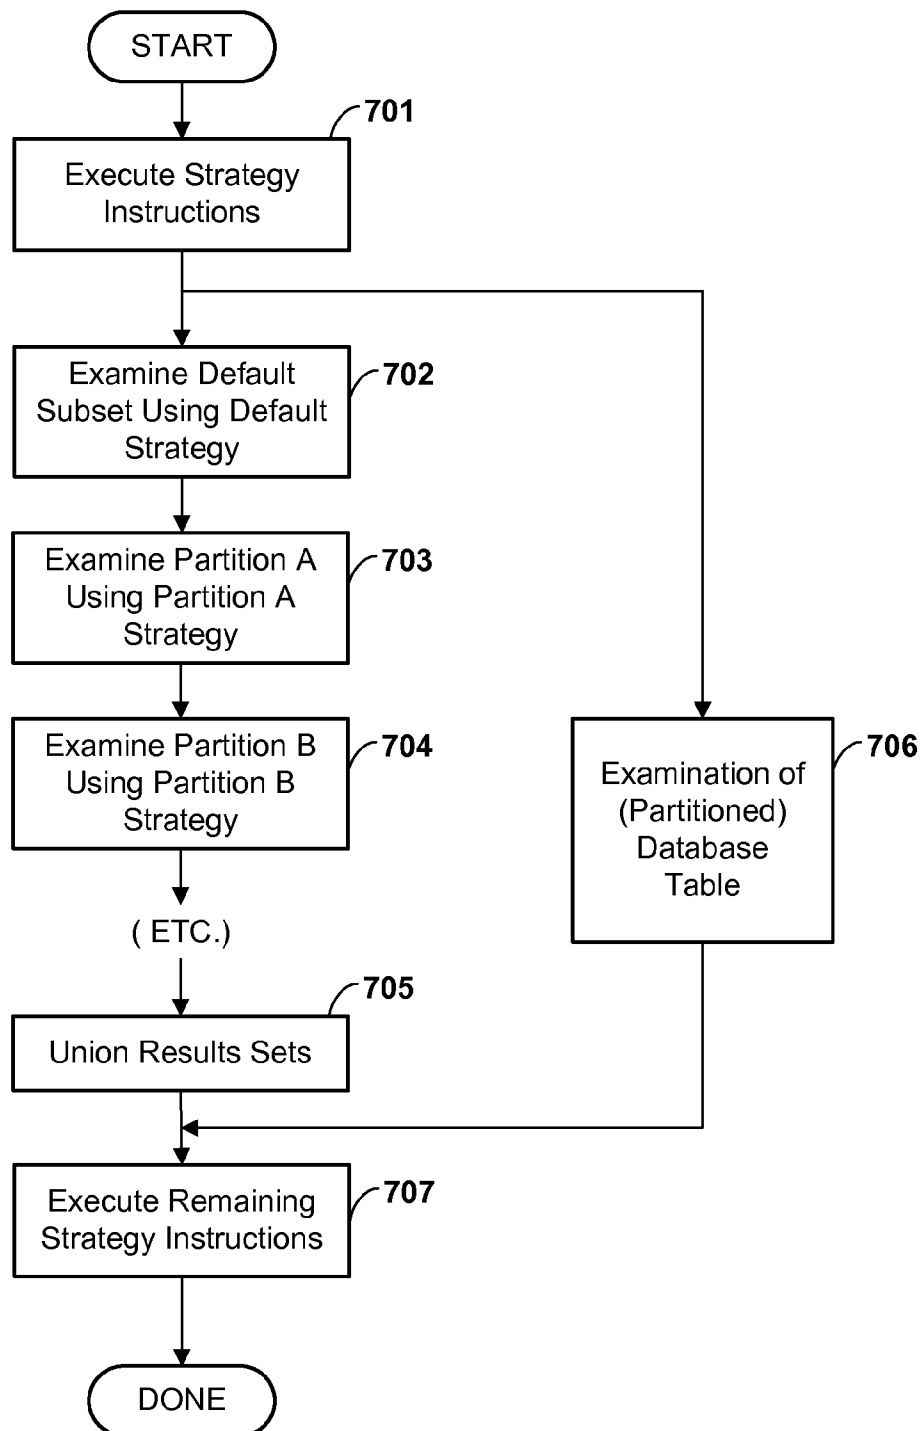 START
701
Execute Strategy
Instructions
702
Examine Default
Subset Using Default
Strategy
703
Examine Partition A
Using Partition A
Strategy
704
Examine Partition B
Using Partition B
Strategy
706
Examination of
(Partitioned)
Database
Table
( ETC.)
705
Union Results Sets
707
Execute Remaining
Strategy Instructions
DONE